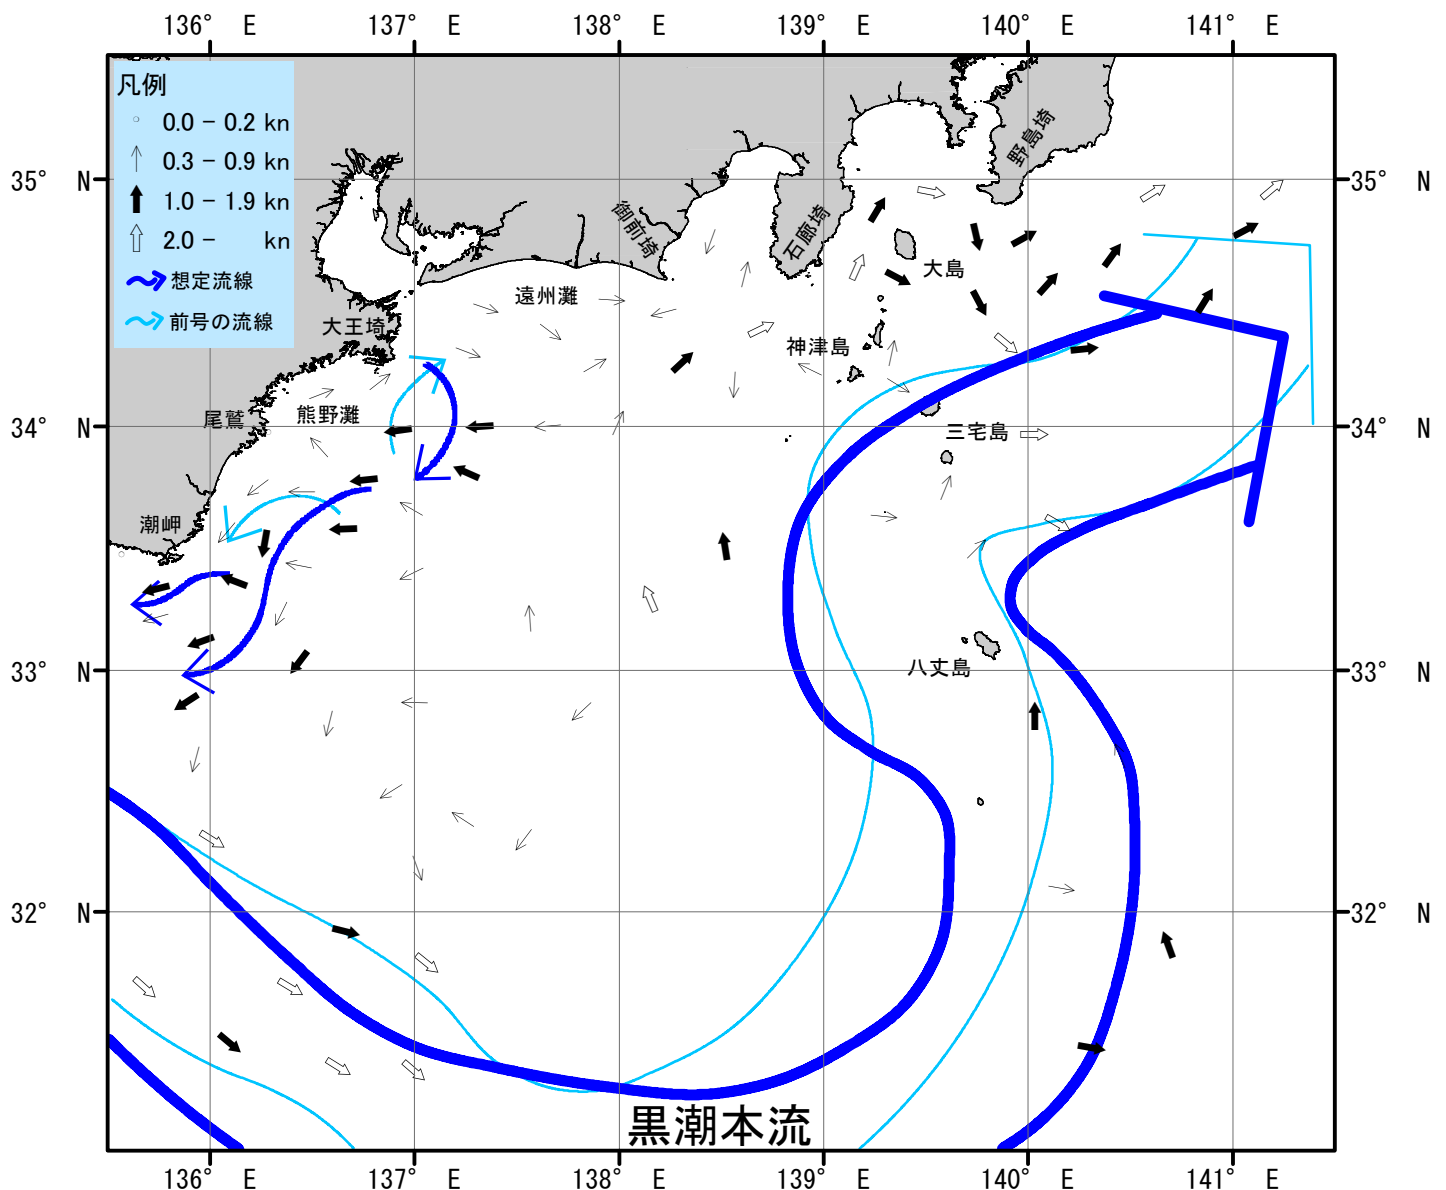 136° E 137° E 138° E 139° E 140° E 141° E
凡例
0.0 - 0.2 kn
0.3 - 0.9 kn
1.0 - 1.9 kn
2.0 - kn
想定流線
前号の流線
野島埼
35° N
35° N
御前埼
石廊埼
大島
遠州灘
大王埼
神津島
尾鷲
熊野灘
34° N
三宅島
34° N
潮岬
八丈島
33° N
33° N
32° N
32° N
黒潮本流
136° E 137° E 138° E 139° E 140° E 141° E